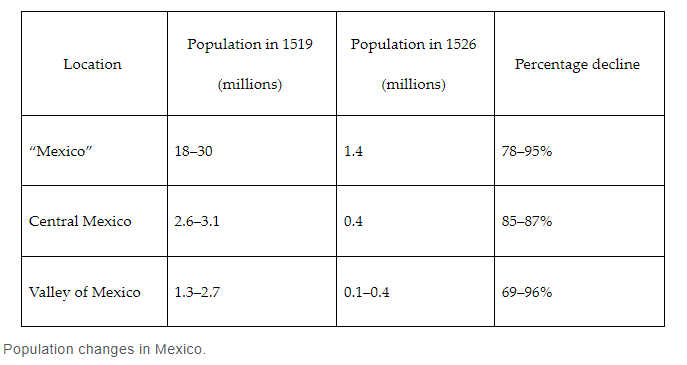 Location
Population in 1519
(millions)
Population in 1526
(millions)
Percentage decline
“Mexico”
18–30
1.4
78–95%
Central Mexico
2.6–3.1
0.4
85–87%
Valley of Mexico
1.3–2.7
0.1–0.4
69–96%
Population changes in Mexico.